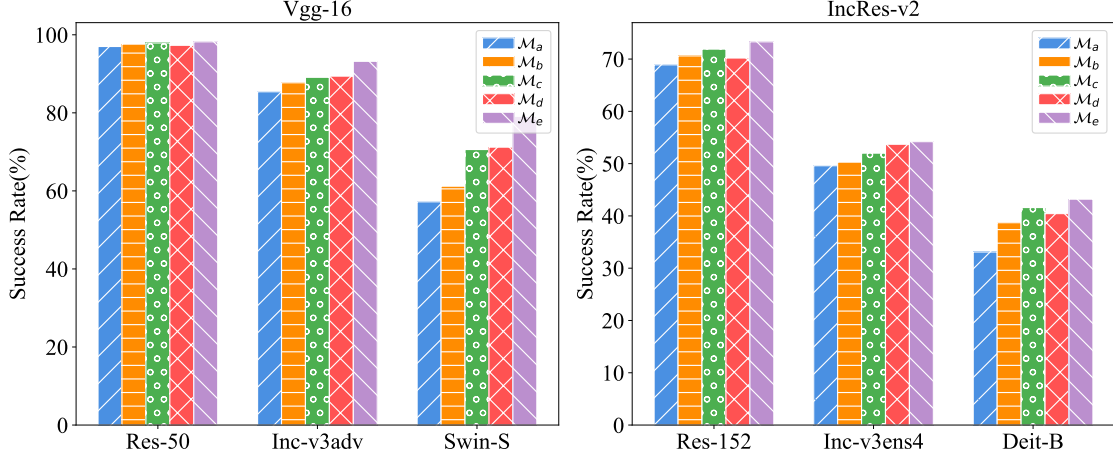 Vgg-16
Success Rate(%)
100
80
60
40
20
0
ℳa
ℳb
ℳc
ℳd
ℳe
Res-50
Inc-v3adv
Swin-S
IncRes-v2
Success Rate(%)
70
60
50
40
30
20
10
0
ℳa
ℳb
ℳc
ℳd
ℳe
Res-152
Inc-v3ens4
Deit-B